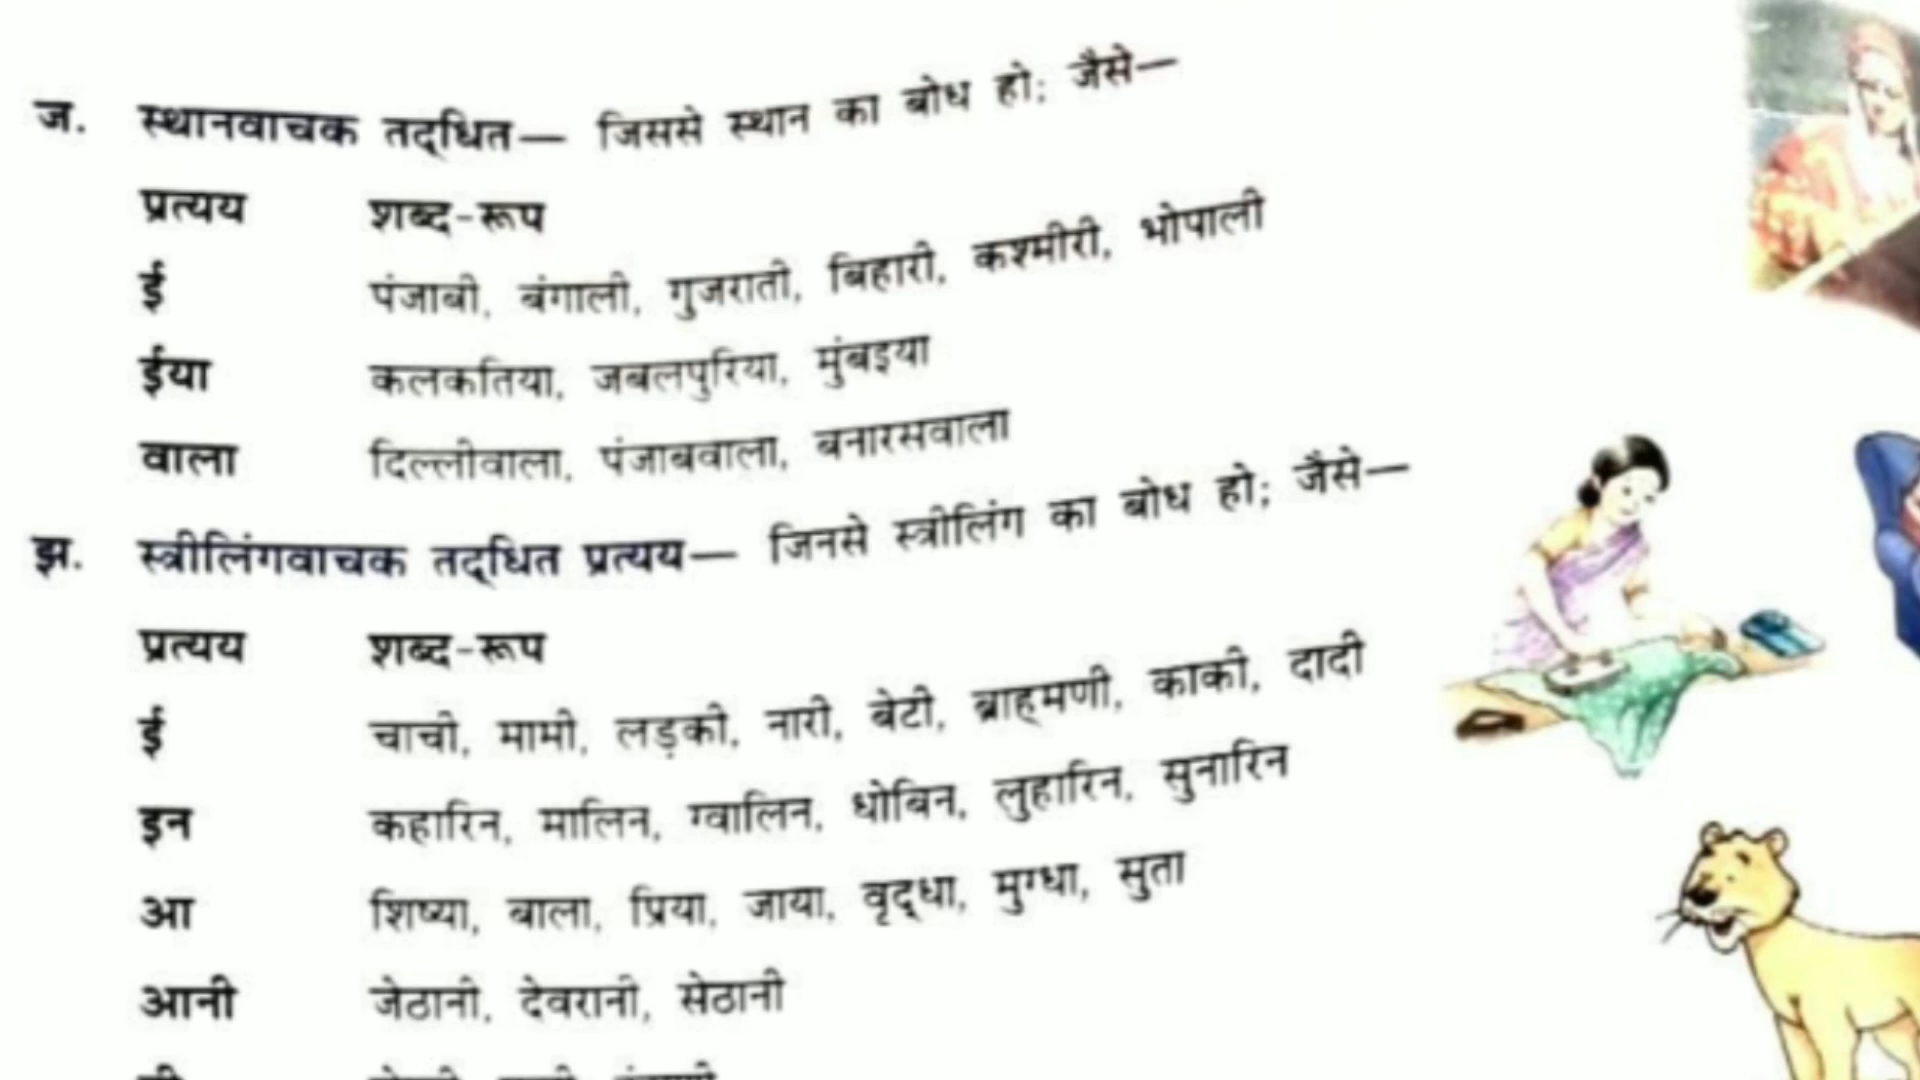 ज. स्थानवाचक तद्‌धित— जिससे स्थान का बोध हो; जैसे—
प्रत्यय शब्द-रूप
ई पंजाबी, बंगाली, गुजराती, बिहारी, कश्मीरी, भोपाली
ईया कलकतिया, जबलपुरिया, मुंबइया
वाला दिल्लीवाला, पंजाबवाला, बनारसवाला
झ. स्त्रीलिंगवाचक तद्‌धित प्रत्यय— जिनसे स्त्रीलिंग का बोध हो; जैसे—
प्रत्यय शब्द-रूप
ई चाची, मामी, लड़की, नारी, बेटी, ब्राह्‌मणी, काकी, दादी
इन कहारिन, मालिन, ग्वालिन, धोबिन, लुहारिन, सुनारिन
आ शिष्या, बाला, प्रिया, जाया, वृद्‌धा, मुग्धा, सुता
आनी जेठानी, देवरानी, सेठानी